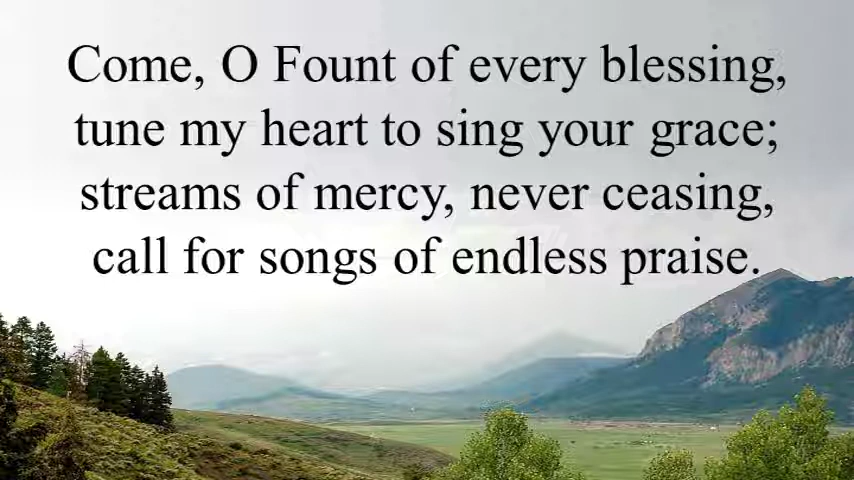 Come, O Fount of every blessing,
tune my heart to sing your grace;
streams of mercy, never ceasing,
call for songs of endless praise.